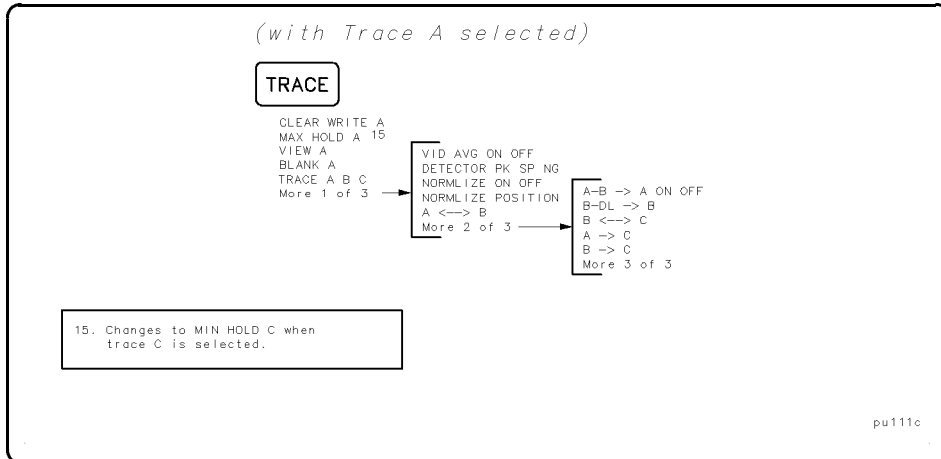 (with Trace A selected)
TRACE
CLEAR WRITE A
MAX HOLD A 15
VIEW A
BLANK A
TRACE A B C
More 1 of 3
VID AVG ON OFF
DETECTOR PK SP NG
NORMLIZE ON OFF
NORMLIZE POSITION
A <--> B
More 2 of 3
A-B -> A ON OFF
B-DL -> B
B <--> C
A -> C
B -> C
More 3 of 3
15. Changes to MIN HOLD C when
trace C is selected.
pu111c